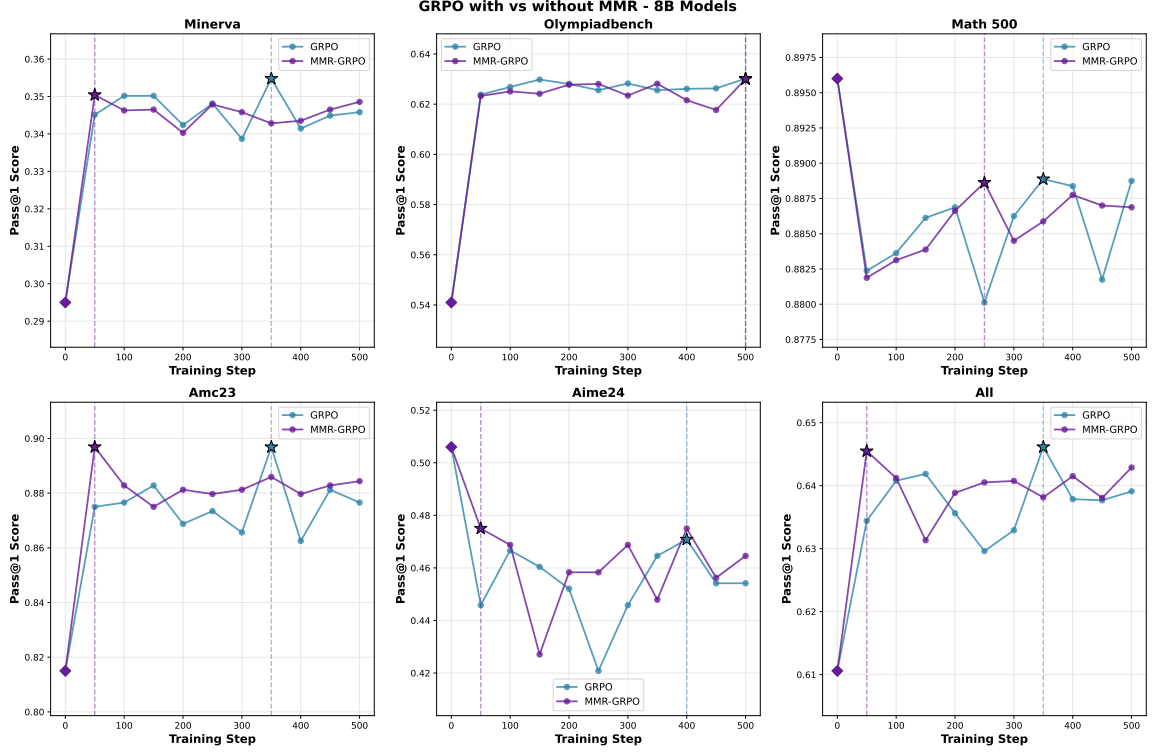 GRPO with vs without MMR - 8B Models
Minerva
Pass@1 Score
0.36
0.35
0.34
0.33
0.32
0.31
0.30
0.29
0
100
200
300
400
500
Training Step
GRPO
MMR-GRPO
Olympiadbench
Pass@1 Score
0.64
0.62
0.60
0.58
0.56
0.54
0
100
200
300
400
500
Training Step
GRPO
MMR-GRPO
Math 500
Pass@1 Score
0.8975
0.8950
0.8925
0.8900
0.8875
0.8850
0.8825
0.8800
0.8775
0
100
200
300
400
500
Training Step
GRPO
MMR-GRPO
Amc23
Pass@1 Score
0.90
0.88
0.86
0.84
0.82
0.80
0
100
200
300
400
500
Training Step
GRPO
MMR-GRPO
Aime24
Pass@1 Score
0.52
0.50
0.48
0.46
0.44
0.42
0
100
200
300
400
500
Training Step
GRPO
MMR-GRPO
All
Pass@1 Score
0.65
0.64
0.63
0.62
0.61
0
100
200
300
400
500
Training Step
GRPO
MMR-GRPO